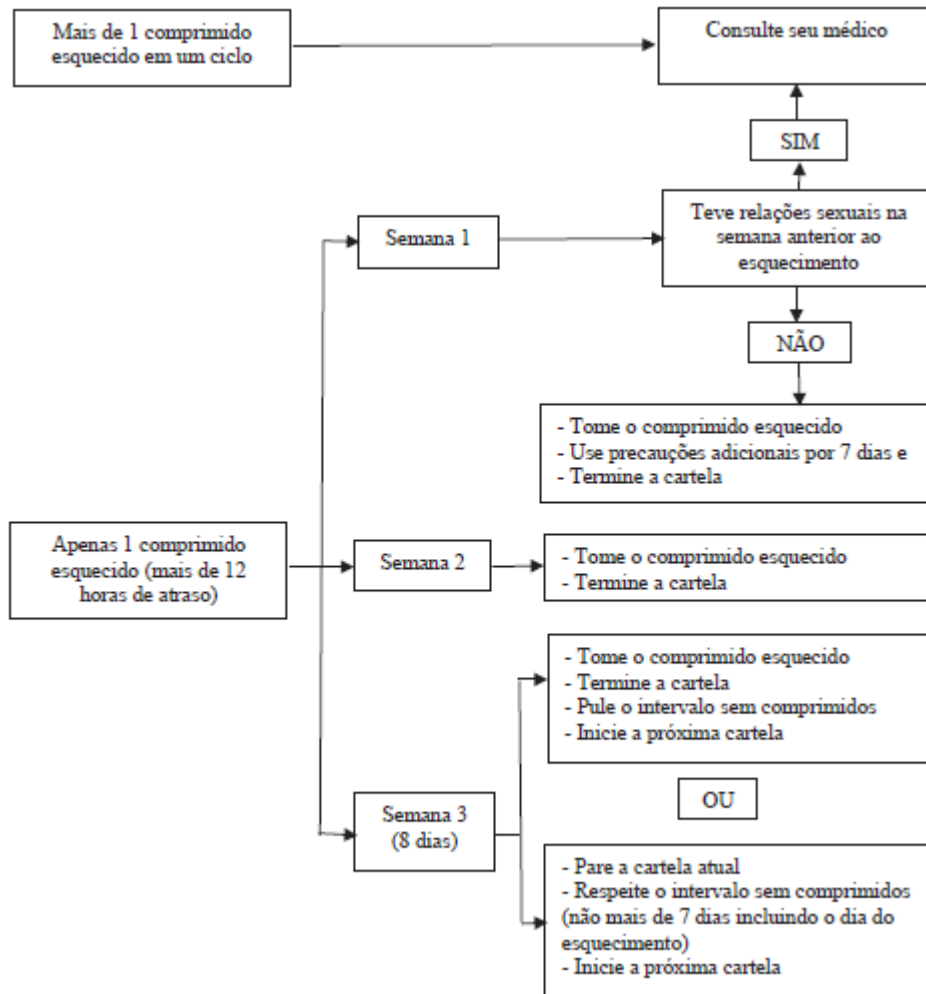 Mais de 1 comprimido
esquecido em um ciclo
Consulte seu médico
SIM
Teve relações sexuais na
semana anterior ao
esquecimento
Semana 1
NÃO
- Tome o comprimido esquecido
- Use precauções adicionais por 7 dias e
- Termine a cartela
Apenas 1 comprimido
esquecido (mais de 12
horas de atraso)
Semana 2
- Tome o comprimido esquecido
- Termine a cartela
- Tome o comprimido esquecido
- Termine a cartela
- Pule o intervalo sem comprimidos
- Inicie a próxima cartela
OU
Semana 3
(8 dias)
- Pare a cartela atual
- Respeite o intervalo sem comprimidos
(não mais de 7 dias incluindo o dia do
esquecimento)
- Inicie a próxima cartela